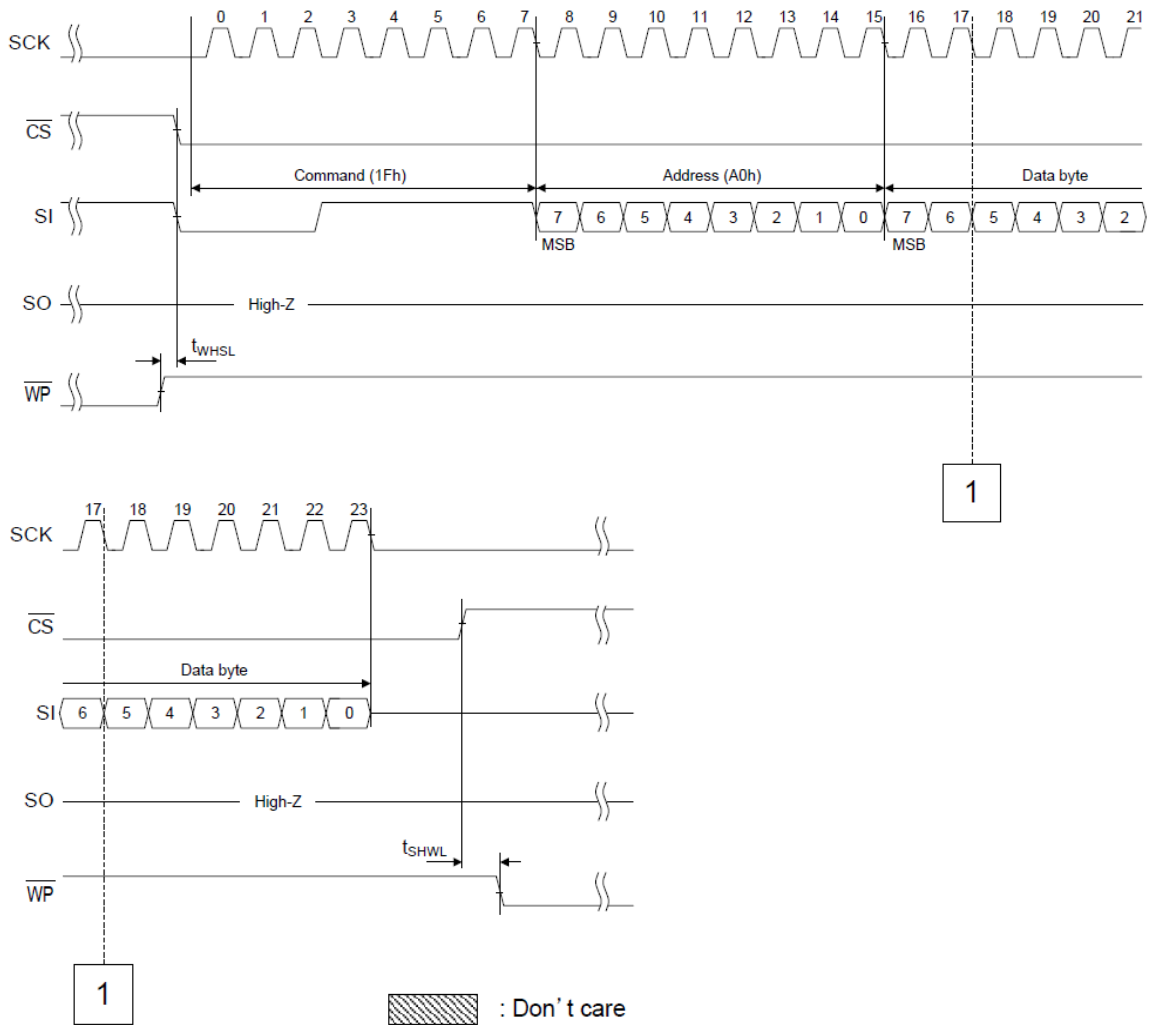 0 1 2 3 4 5 6 7 8 9 10 11 12 13 14 15 16 17 18 19 20 21
SCK
CS
Command (1Fh) Address (A0h) Data byte
SI 7 6 5 4 3 2 1 0 7 6 5 4 3 2
MSB MSB
SO High-Z
tWHSL
WP
1
17 18 19 20 21 22 23
SCK
CS
Data byte
SI 6 5 4 3 2 1 0
SO High-Z
tSHWL
WP
1
: Don't care